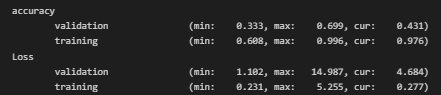 accuracy
validation (min: 0.333, max: 0.699, cur: 0.431)
training (min: 0.608, max: 0.996, cur: 0.976)
Loss
validation (min: 1.102, max: 14.987, cur: 4.684)
training (min: 0.231, max: 5.255, cur: 0.277)